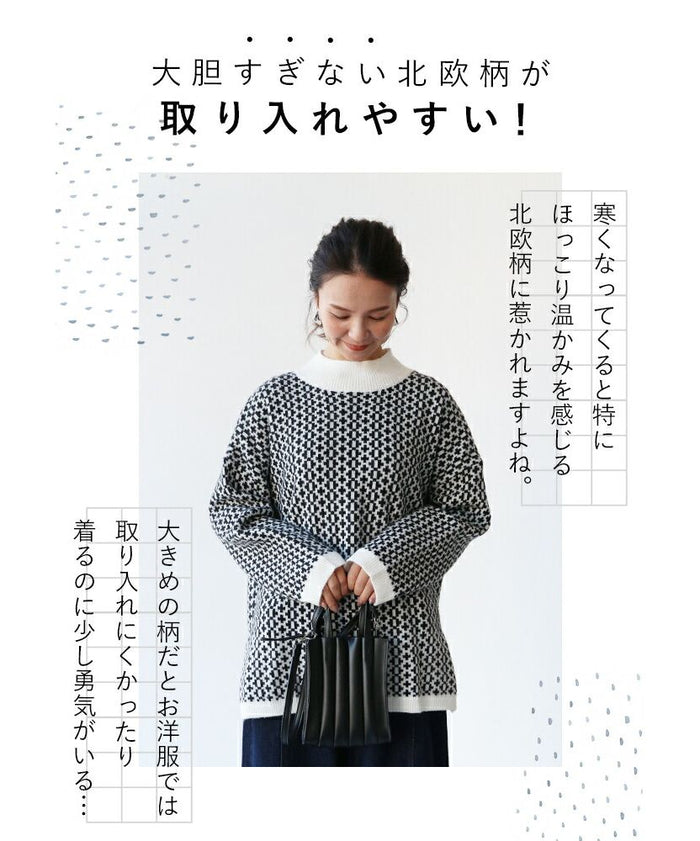 大胆すぎない北欧柄が
取り入れやすい！
寒くなってくると特に
ほっこり温かみを感じる
北欧柄に惹かれますよね。
大きめの柄だとお洋服では
取り入れにくかったり
着るのに少し勇気がいる…